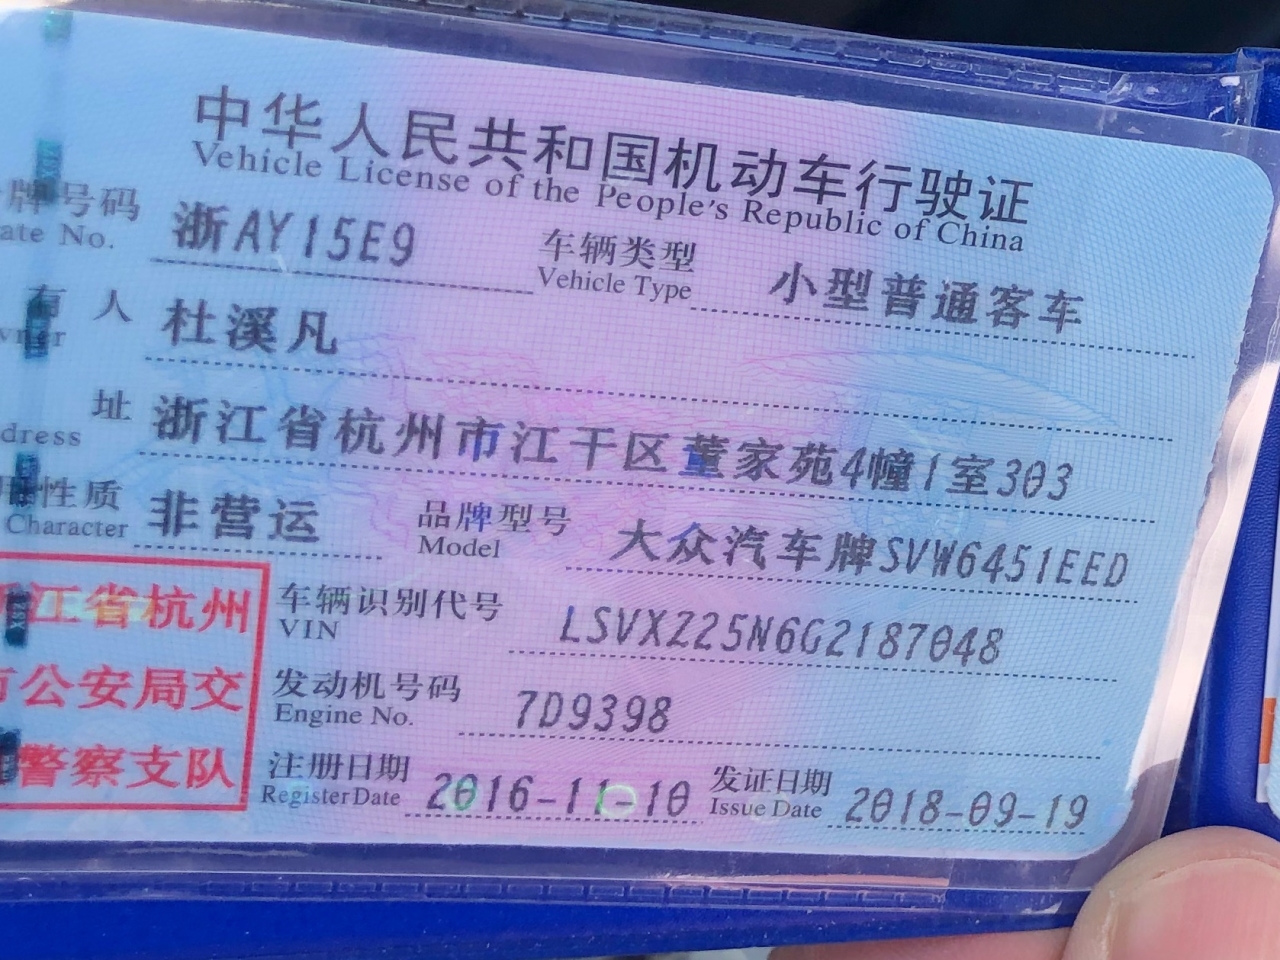 中华人民共和国机动车行驶证
Vehicle License of the People's Republic of China
牌号码 浙AY15E9 车辆类型 小型普通客车
ate No. Vehicle Type
有人 杜溪凡
址 浙江省杭州市江干区董家苑4幢1室303
dress
性质 非营运 品牌型号 大众汽车牌SVW6451EED
Character Model
江省杭州
市公安局交
警察支队
车辆识别代号 LSVXZ25N6G2187048
VIN
发动机号码 7D9398
Engine No.
注册日期 2016-11-10 发证日期 2018-09-19
Register Date Issue Date